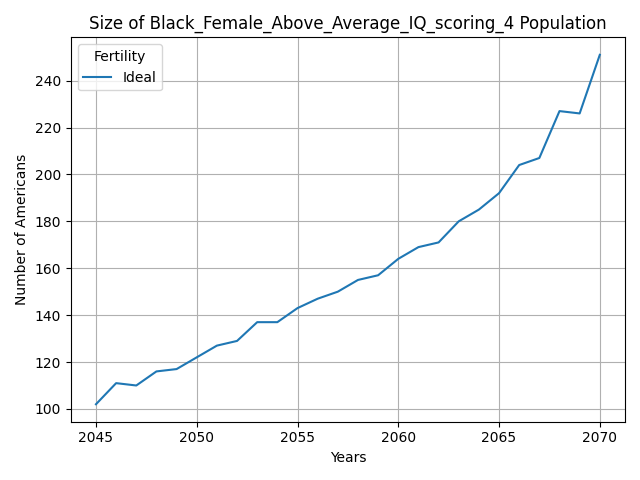 Size of Black_Female_Above_Average_IQ_scoring_4 Population
Fertility
Ideal
Number of Americans
240
220
200
180
160
140
120
100
2045 2050 2055 2060 2065 2070
Years